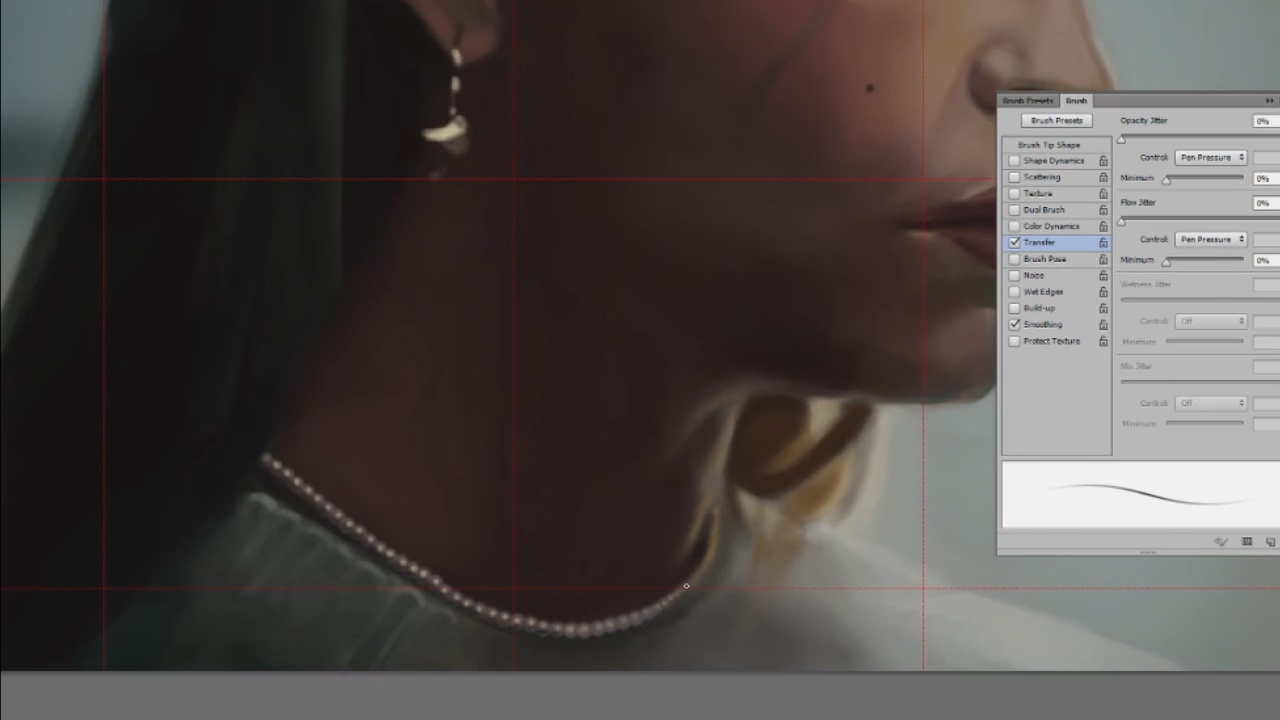 Brush Presets Brush
Brush Presets
Opacity Jitter 0%
Brush Tip Shape
Shape Dynamics
Control: Pen Pressure
Scattering
Minimum 0%
Texture
Flow Jitter 0%
Dual Brush
Color Dynamics
Transfer
Control: Pen Pressure
Brush Pose
Minimum 0%
Noise
Wetness Jitter
Wet Edges
Build-up
Smoothing
Control: Off
Protect Texture
Minimum
Mix Jitter
Control: Off
Minimum